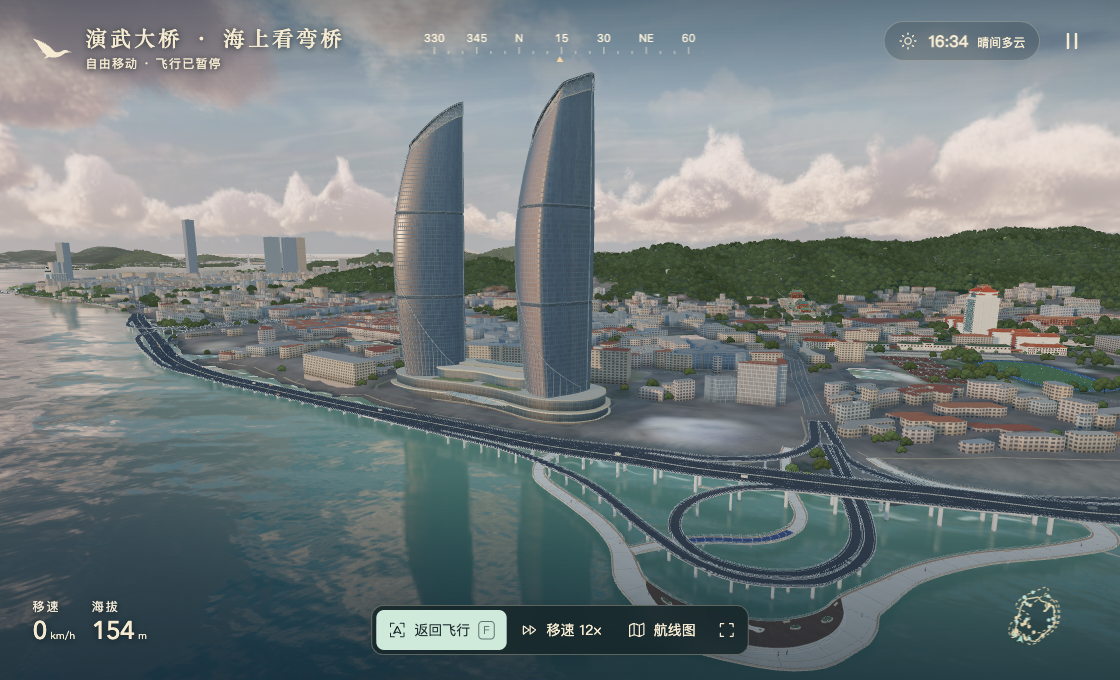 演武大桥 · 海上看弯桥
自由移动 · 飞行已暂停
330 345 N 15 30 NE 60
16:34 晴间多云
移速 海拔
0 km/h 154 m
返回飞行 F 移速 12x 航线图